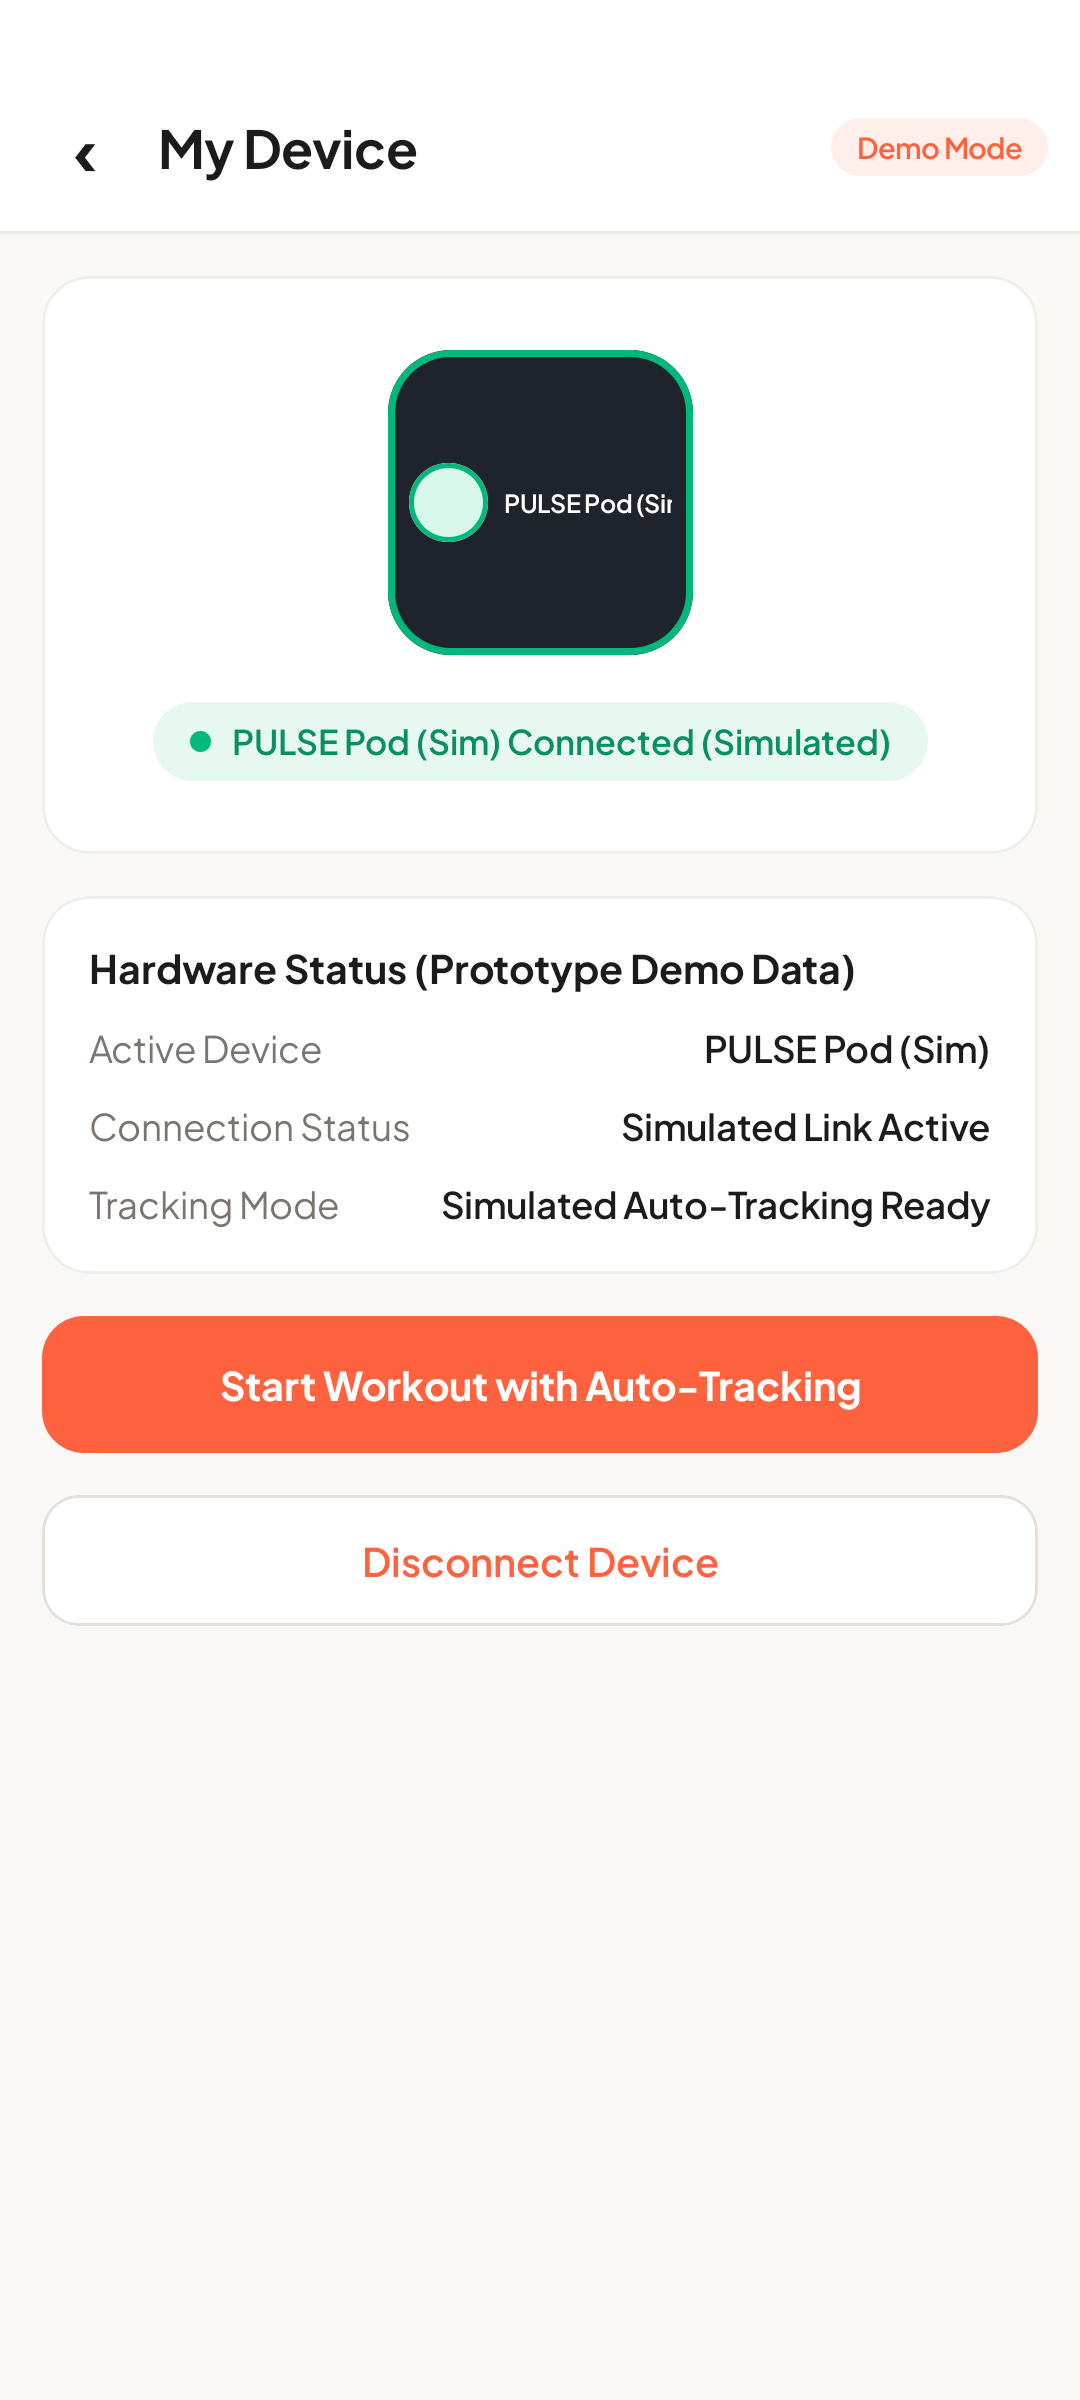 ‹ My Device
Demo Mode
PULSE Pod (Sir
PULSE Pod (Sim) Connected (Simulated)
Hardware Status (Prototype Demo Data)
Active Device PULSE Pod (Sim)
Connection Status Simulated Link Active
Tracking Mode Simulated Auto-Tracking Ready
Start Workout with Auto-Tracking
Disconnect Device